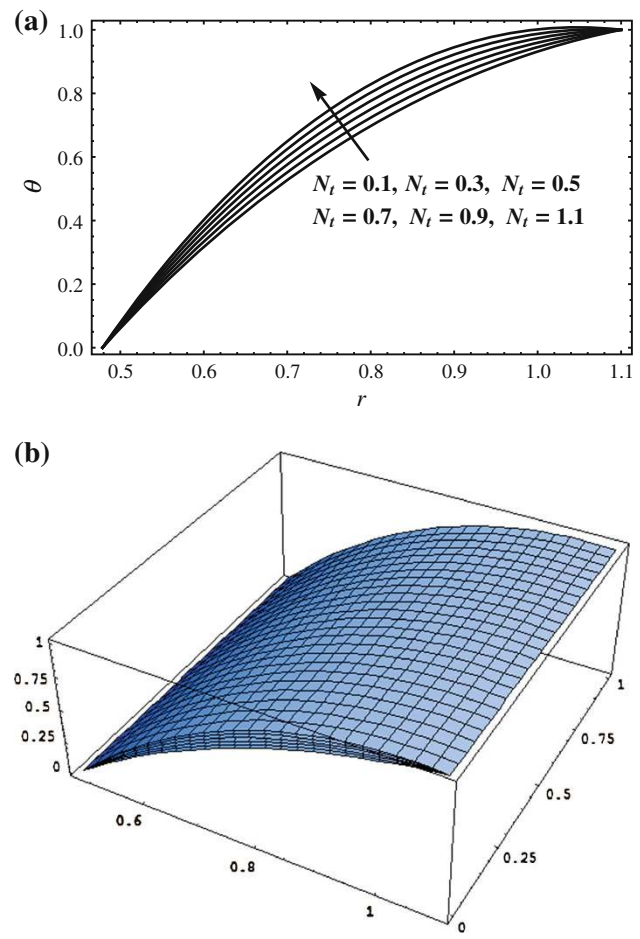 (a)
1.0
0.8
0.6
0.4
0.2
0.0
θ
N_t = 0.1, N_t = 0.3, N_t = 0.5
N_t = 0.7, N_t = 0.9, N_t = 1.1
0.5 0.6 0.7 0.8 0.9 1.0 1.1
r
(b)
1
0.75
0.5
0.25
0
0.6
0.8
1
0
0.25
0.5
0.75
1